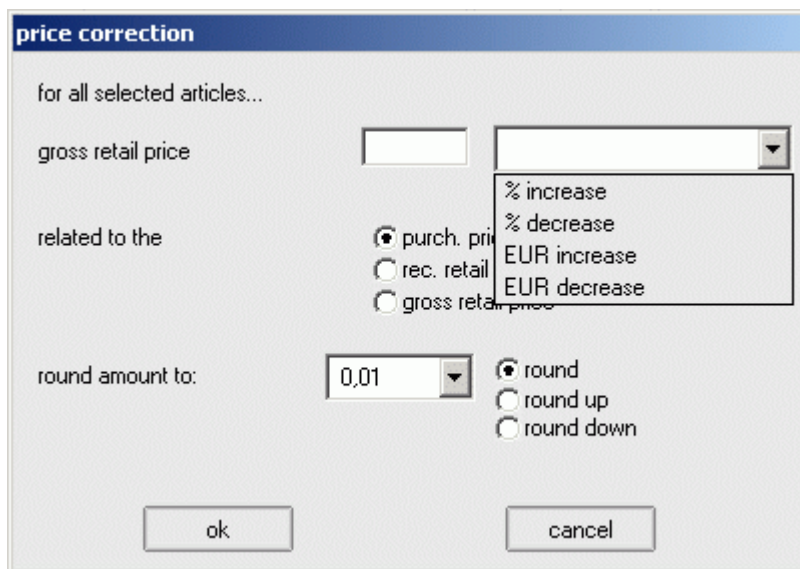 price correction
for all selected articles...
gross retail price
% increase
% decrease
EUR increase
EUR decrease
related to the
purch.
rec. retail
gross retail price
round amount to:
0,01
round
round up
round down
ok
cancel